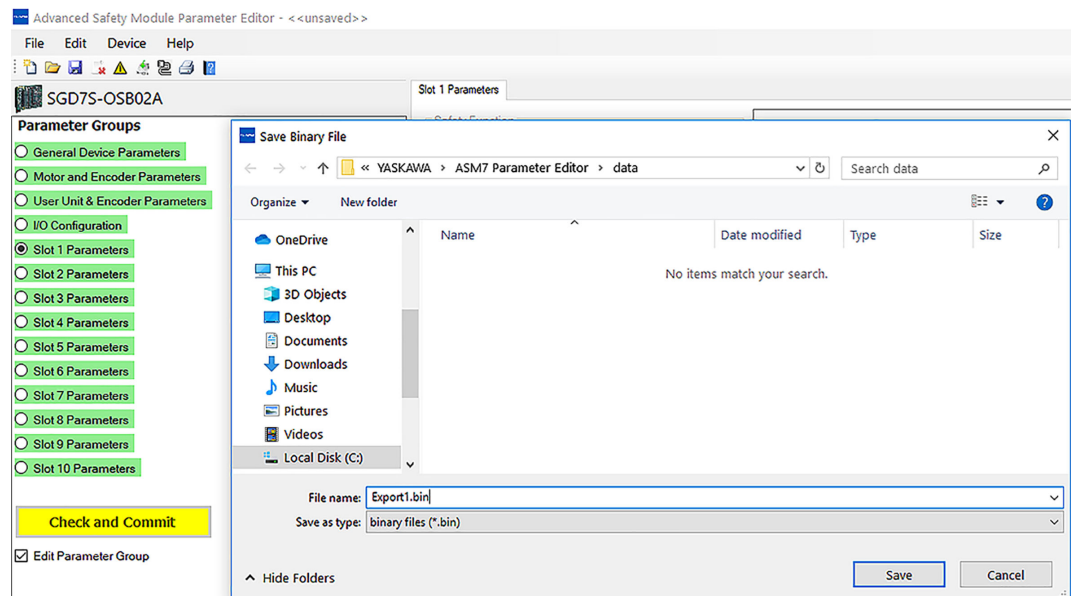 Advanced Safety Module Parameter Editor - <<unsaved>>
File Edit Device Help
SGD7S-OSB02A
Slot 1 Parameters
Parameter Groups
General Device Parameters
Motor and Encoder Parameters
User Unit & Encoder Parameters
I/O Configuration
Slot 1 Parameters
Slot 2 Parameters
Slot 3 Parameters
Slot 4 Parameters
Slot 5 Parameters
Slot 6 Parameters
Slot 7 Parameters
Slot 8 Parameters
Slot 9 Parameters
Slot 10 Parameters
Check and Commit
Edit Parameter Group
Safety Function
Save Binary File
« YASKAWA > ASM7 Parameter Editor > data
Search data
Organize New folder
OneDrive
This PC
3D Objects
Desktop
Documents
Downloads
Music
Pictures
Videos
Local Disk (C:)
Name Date modified Type Size
No items match your search.
File name: Export1.bin
Save as type: binary files (*.bin)
Hide Folders
Save Cancel